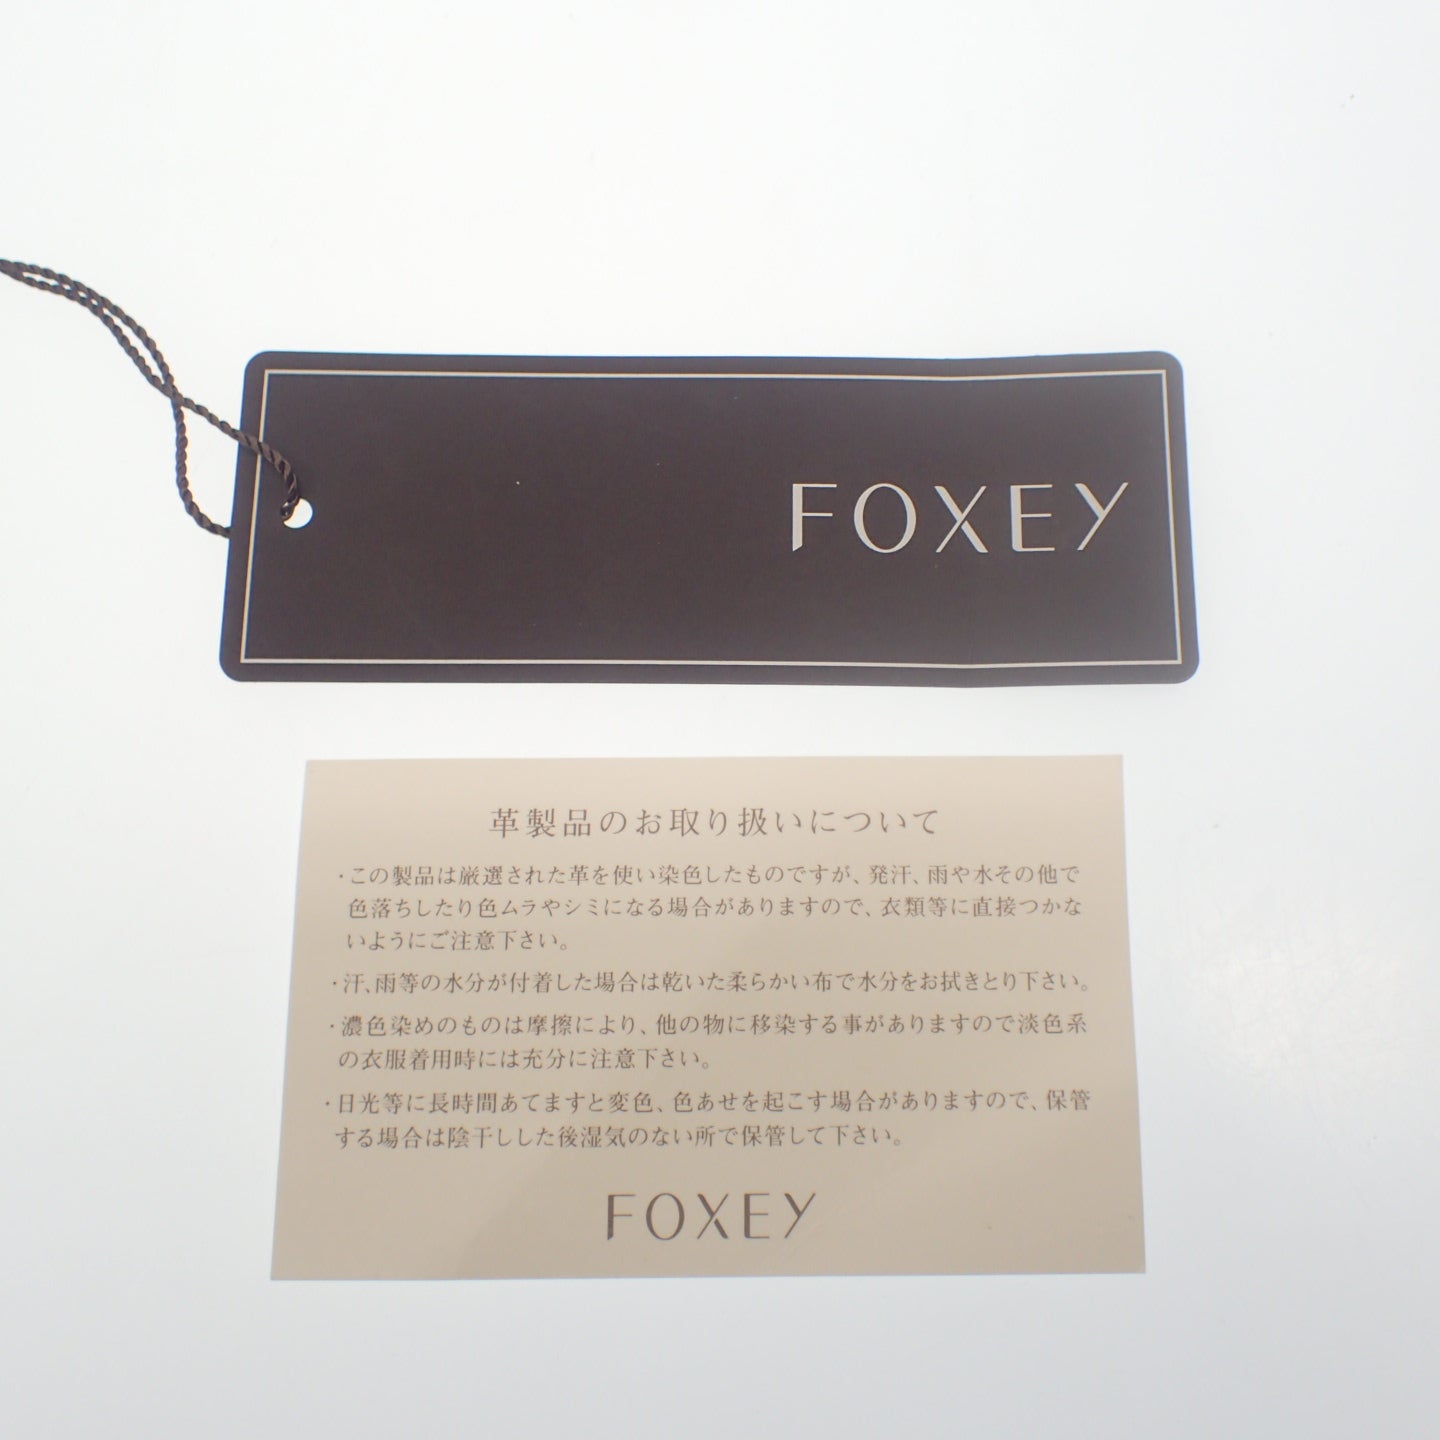 FOXEY
革製品のお取り扱いについて
・この製品は厳選された革を使い染色したものですが、発汗、雨や水その他で
色落ちしたり色ムラやシミになる場合がありますので、衣類等に直接つかな
いようにご注意下さい。
・汗、雨等の水分が付着した場合は乾いた柔らかい布で水分をお拭きとり下さい。
・濃色染めのものは摩擦により、他の物に移染する事がありますので淡色系
の衣服着用時には充分に注意下さい。
・日光等に長時間あてますと変色、色あせを起こす場合がありますので、保管
する場合は陰干しした後湿気のない所で保管して下さい。
FOXEY